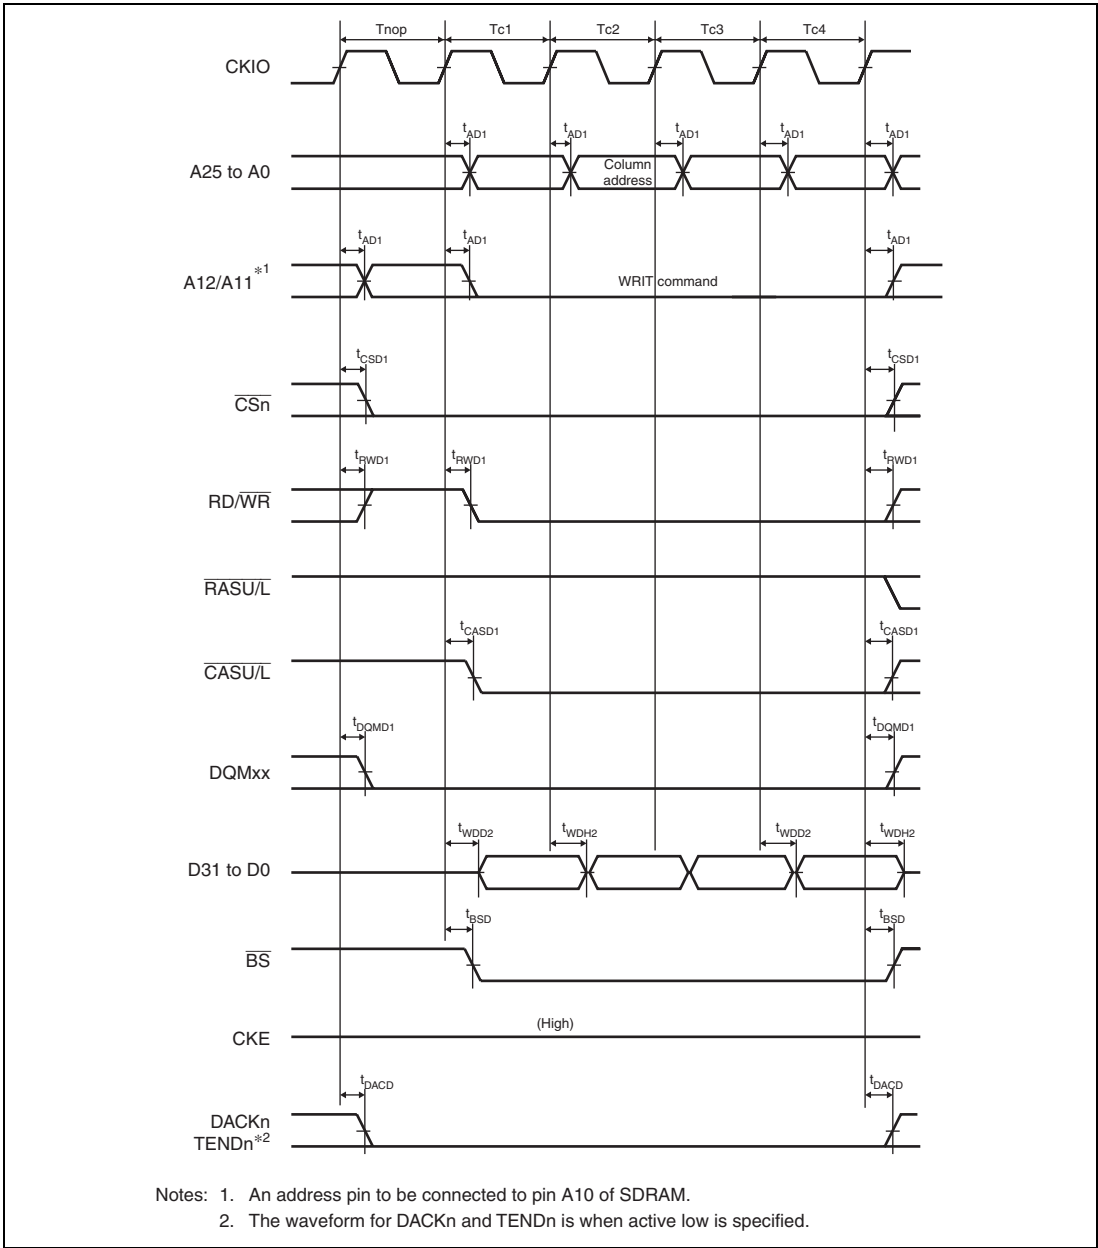 Tnop Tc1 Tc2 Tc3 Tc4
CKIO
tAD1 tAD1 tAD1 tAD1 tAD1
A25 to A0
Column
address
tAD1 tAD1 tAD1
A12/A11*1
WRIT command
tCSD1 tCSD1
CSn
tRWD1 tRWD1 tRWD1
RD/WR
RASU/L
tCASD1 tCASD1
CASU/L
tDQMD1 tDQMD1
DQMxx
tWDD2 tWDH2 tWDD2 tWDH2
D31 to D0
tBSD tBSD
BS
(High)
CKE
tDACD tDACD
DACKn
TENDn*2
Notes: 1. An address pin to be connected to pin A10 of SDRAM.
2. The waveform for DACKn and TENDn is when active low is specified.